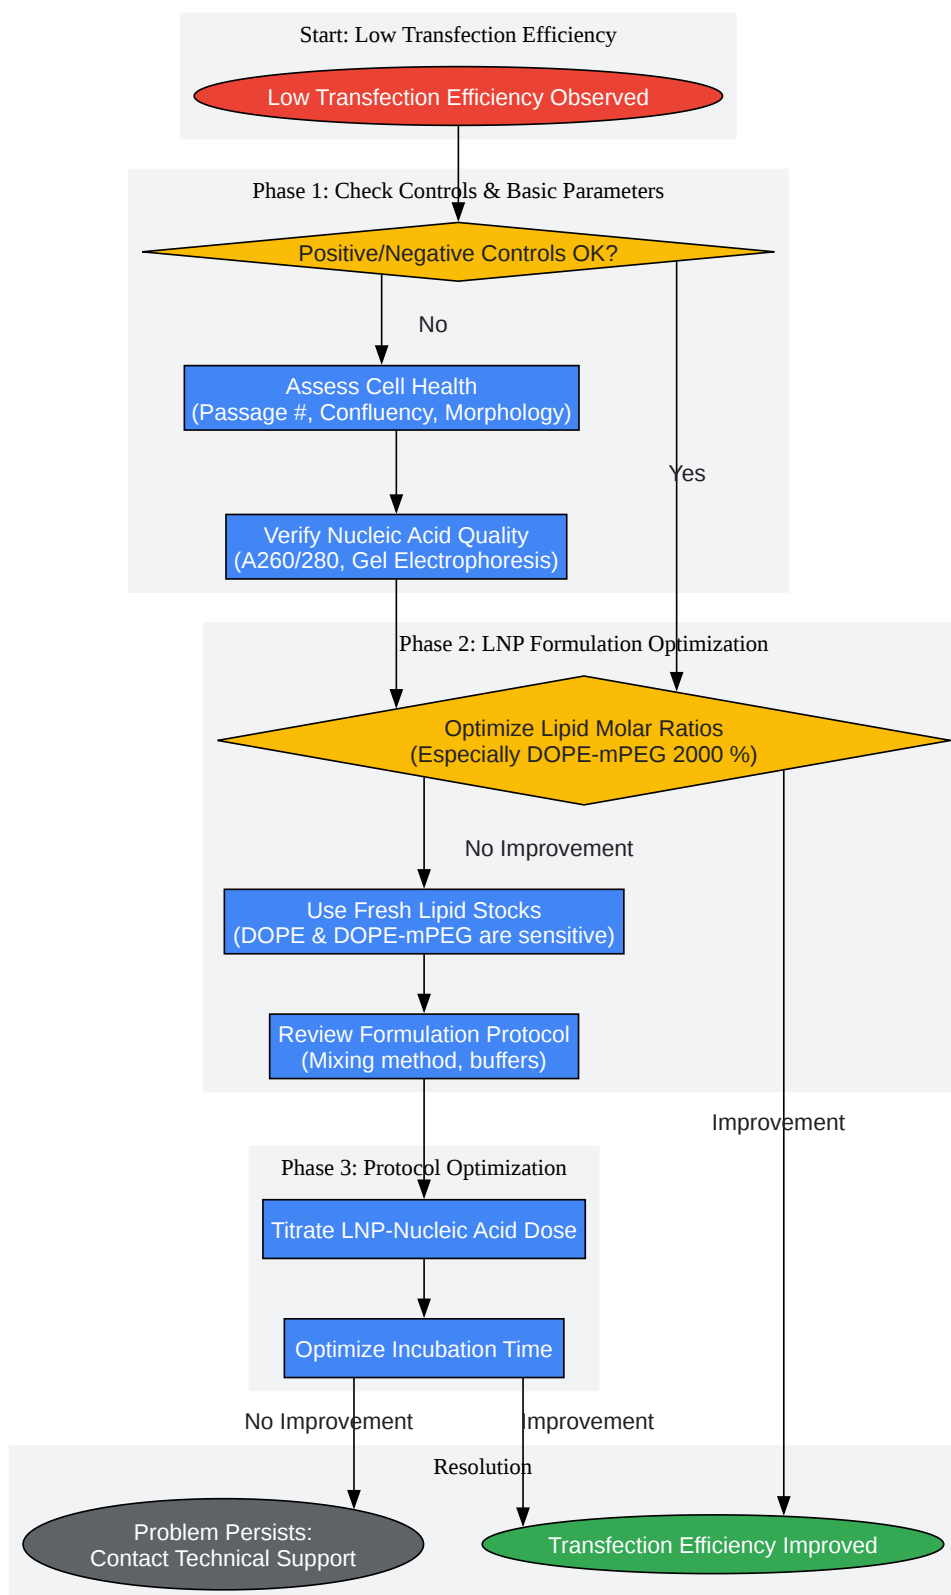 Start: Low Transfection Efficiency
Low Transfection Efficiency Observed
Phase 1: Check Controls & Basic Parameters
Positive/Negative Controls OK?
No
Assess Cell Health
(Passage #, Confluency, Morphology)
Yes
Verify Nucleic Acid Quality
(A260/280, Gel Electrophoresis)
Phase 2: LNP Formulation Optimization
Optimize Lipid Molar Ratios
(Especially DOPE-mPEG 2000 %)
No Improvement
Use Fresh Lipid Stocks
(DOPE & DOPE-mPEG are sensitive)
Review Formulation Protocol
(Mixing method, buffers)
Improvement
Phase 3: Protocol Optimization
Titrate LNP-Nucleic Acid Dose
Optimize Incubation Time
No Improvement
Improvement
Resolution
Problem Persists:
Contact Technical Support
Transfection Efficiency Improved